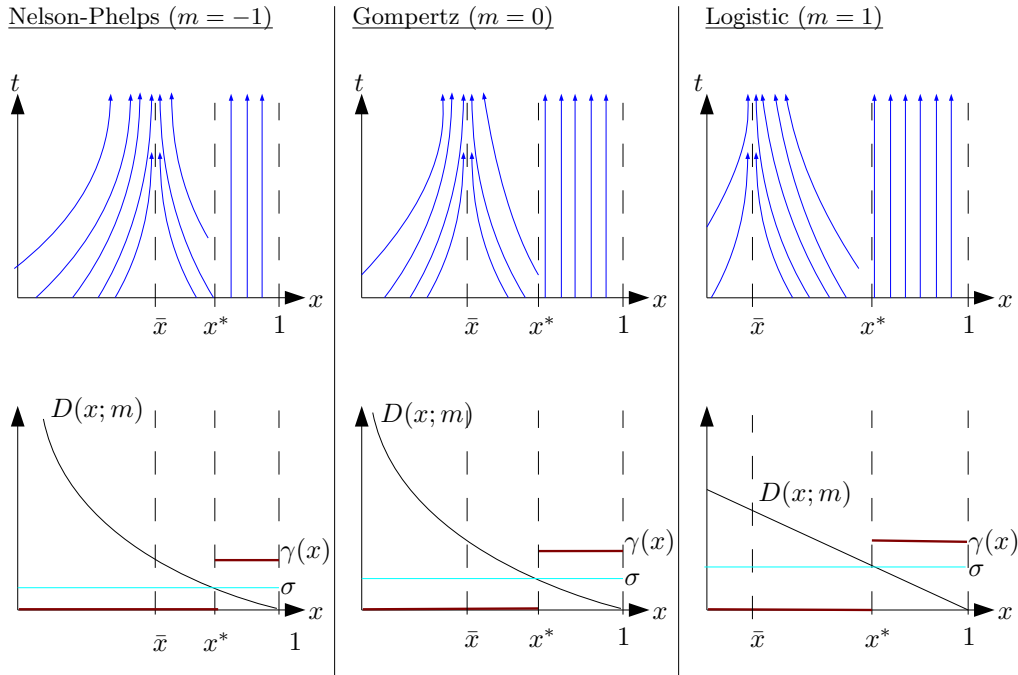 Nelson-Phelps (m = −1)
Gompertz (m = 0)
Logistic (m = 1)
t
t
t
x
x
x
x̄ x* 1
x̄ x* 1
x̄ x* 1
D(x; m)
D(x; m)
D(x; m)
γ(x)
γ(x)
γ(x)
σ
σ
σ
x
x
x
x̄ x* 1
x̄ x* 1
x̄ x* 1